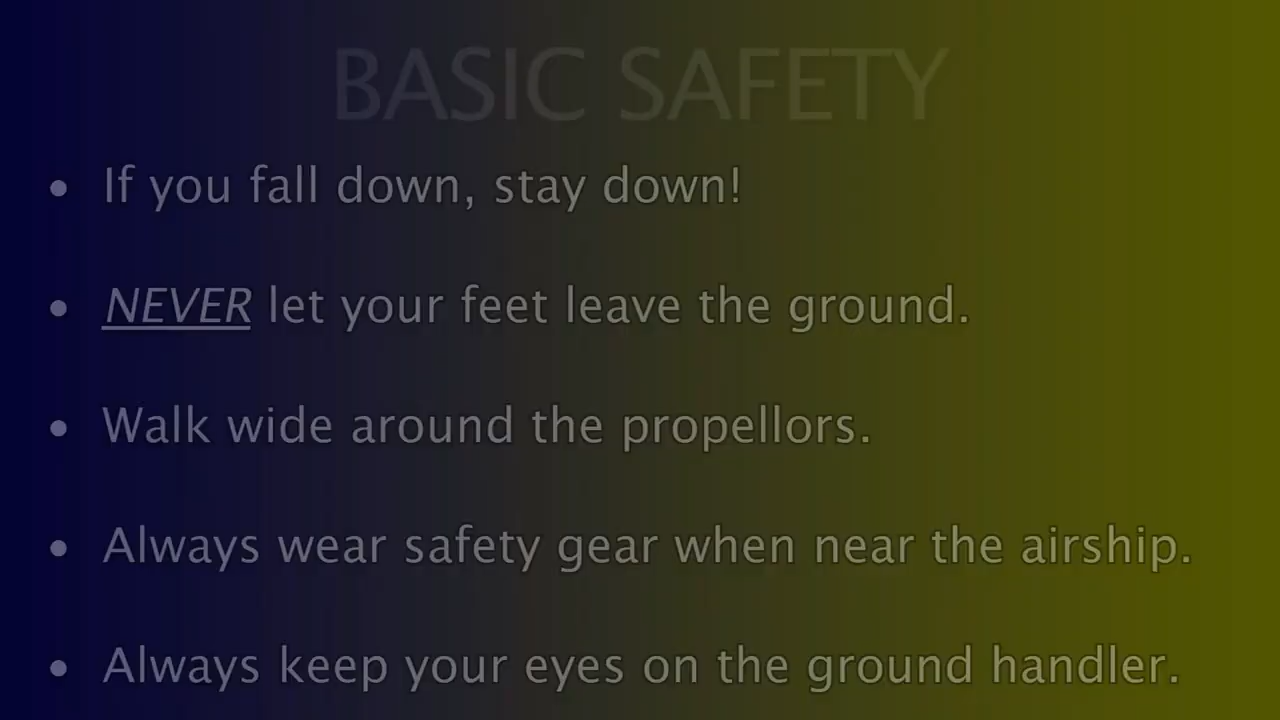 BASIC SAFETY
• If you fall down, stay down!
• NEVER let your feet leave the ground.
• Walk wide around the propellors.
• Always wear safety gear when near the airship.
• Always keep your eyes on the ground handler.